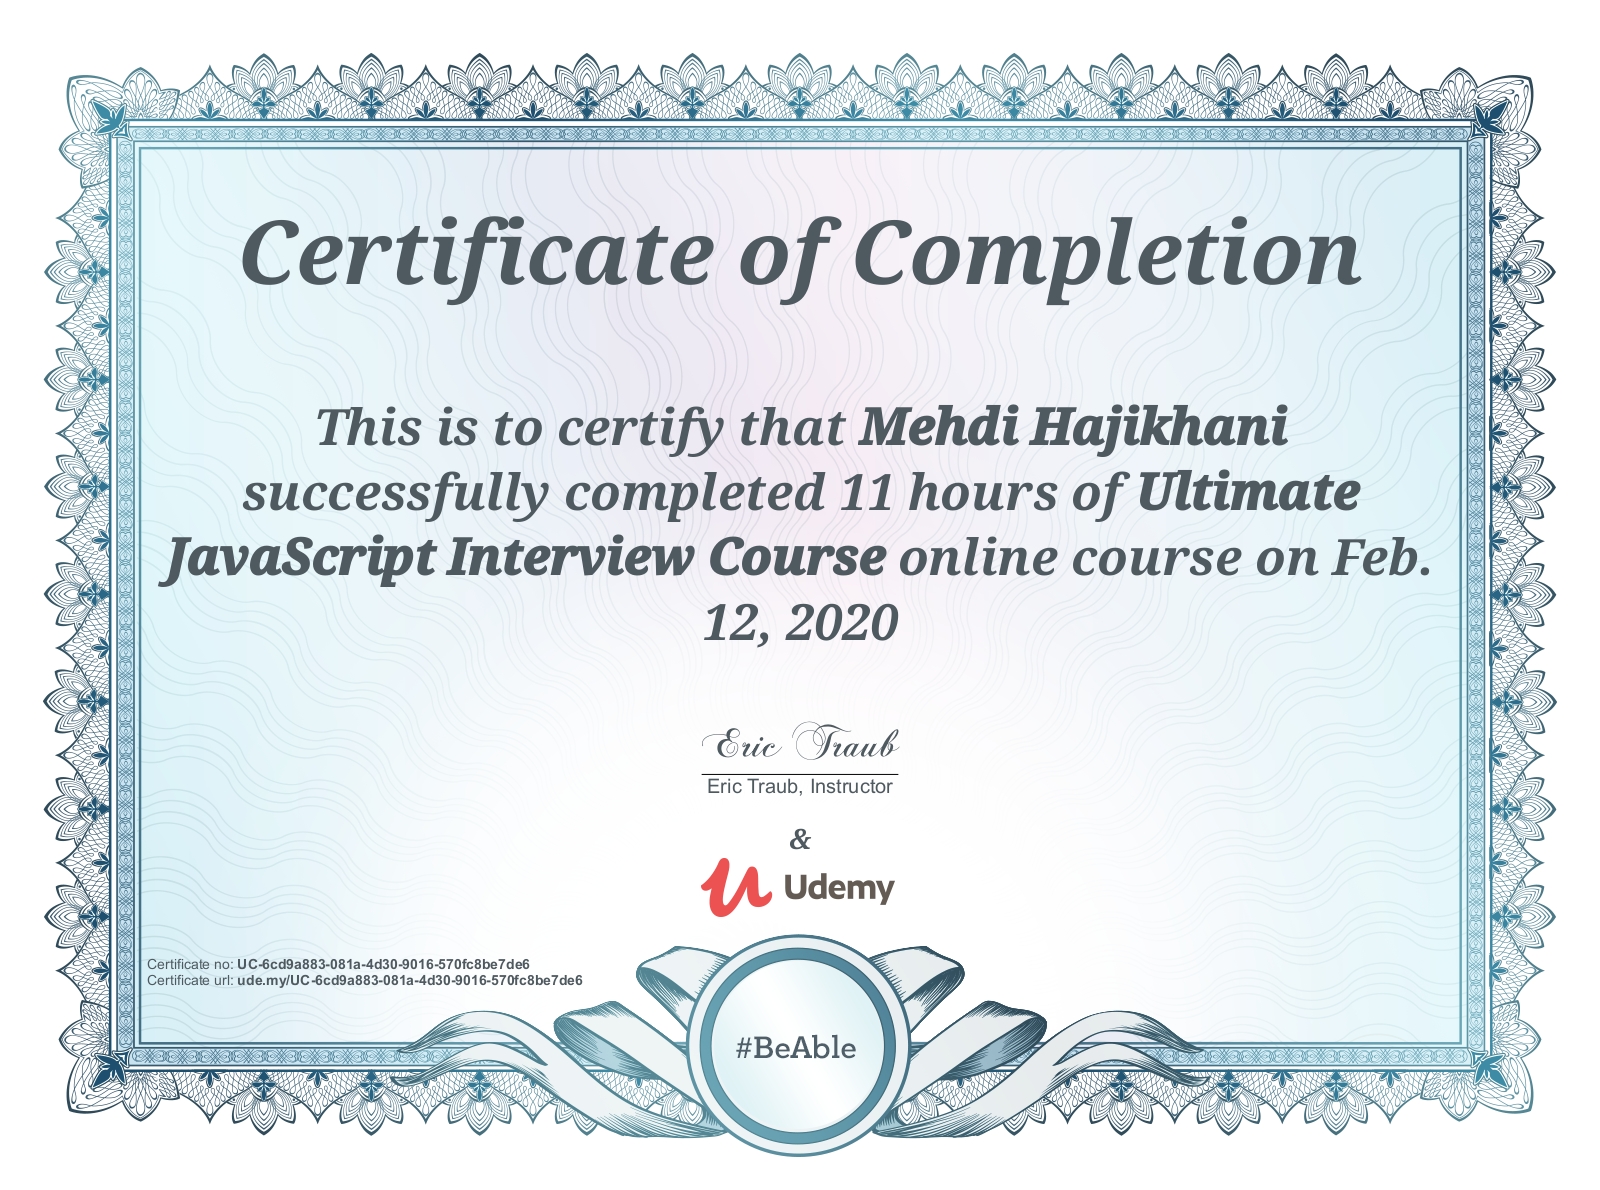 Certificate of Completion
This is to certify that Mehdi Hajikhani
successfully completed 11 hours of Ultimate
JavaScript Interview Course online course on Feb.
12, 2020
Eric Traub
Eric Traub, Instructor
&
Udemy
Certificate no: UC-6cd9a883-081a-4d30-9016-570fc8be7de6
Certificate url: ude.my/UC-6cd9a883-081a-4d30-9016-570fc8be7de6
#BeAble